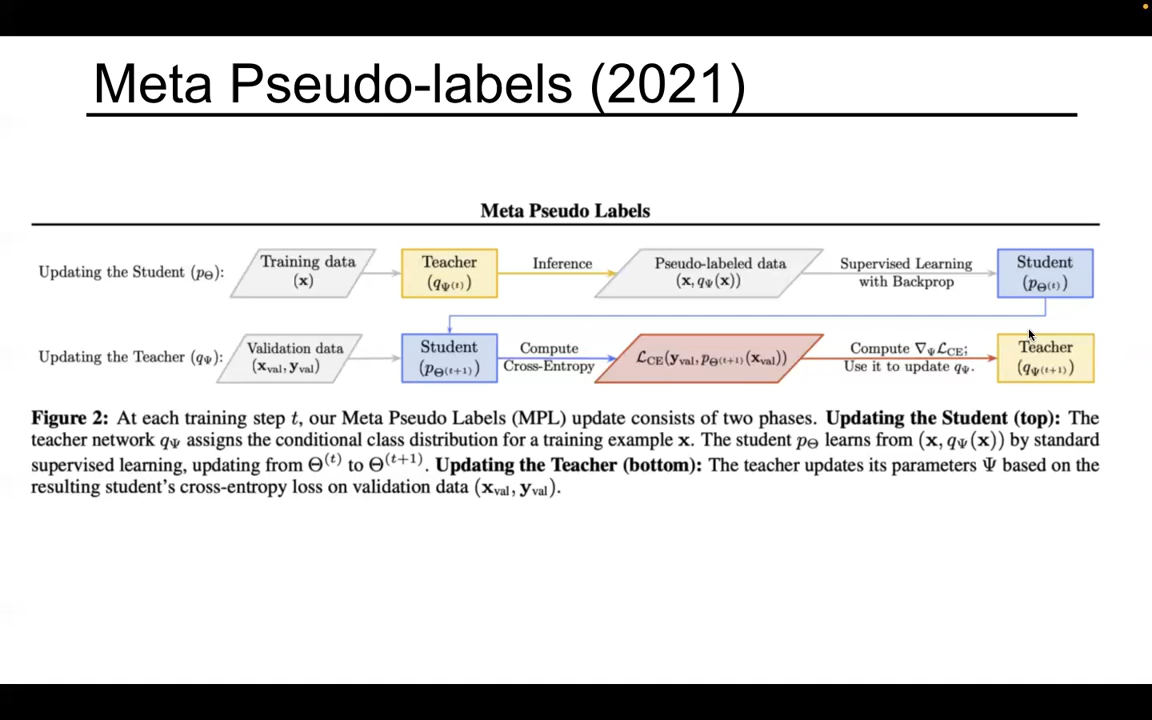 Meta Pseudo-labels (2021)
Meta Pseudo Labels
Updating the Student (pΘ):
Training data
(x)
Teacher
(qΨ(t))
Inference
Pseudo-labeled data
(x, qΨ(x))
Supervised Learning
with Backprop
Student
(pΘ(t))
Updating the Teacher (qΨ):
Validation data
(xval, yval)
Student
(pΘ(t+1))
Compute
Cross-Entropy
ℒCE(yval, pΘ(t+1)(xval))
Compute ∇ΨℒCE;
Use it to update qΨ.
Teacher
(qΨ(t+1))
Figure 2: At each training step t, our Meta Pseudo Labels (MPL) update consists of two phases. Updating the Student (top): The
teacher network qΨ assigns the conditional class distribution for a training example x. The student pΘ learns from (x, qΨ(x)) by standard
supervised learning, updating from Θ(t) to Θ(t+1). Updating the Teacher (bottom): The teacher updates its parameters Ψ based on the
resulting student's cross-entropy loss on validation data (xval, yval).